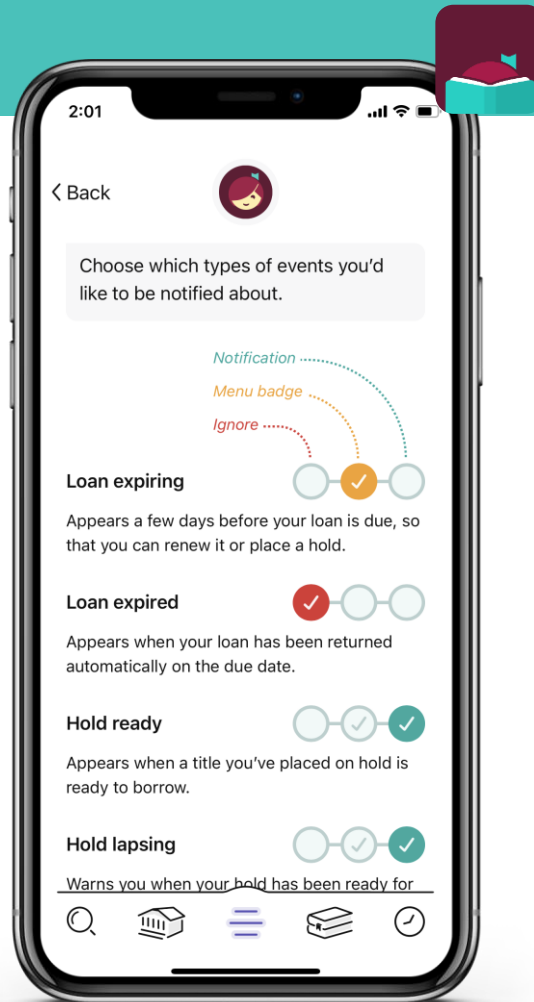 2:01
Back
Choose which types of events you’d
like to be notified about.
Notification
Menu badge
Ignore
Loan expiring
Appears a few days before your loan is due, so
that you can renew it or place a hold.
Loan expired
Appears when your loan has been returned
automatically on the due date.
Hold ready
Appears when a title you’ve placed on hold is
ready to borrow.
Hold lapsing
Warns you when your hold has been ready for